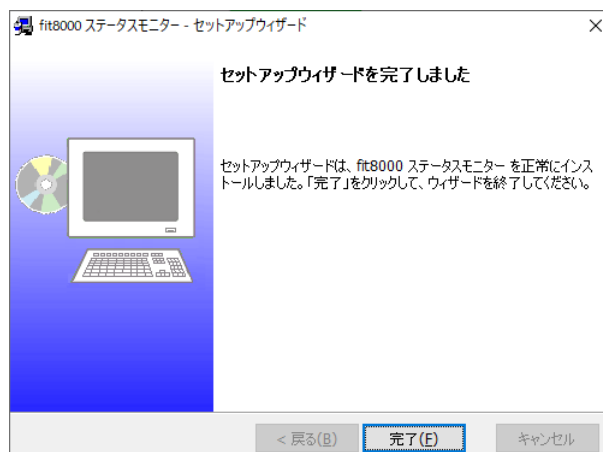 fit8000 ステータスモニター - セットアップウィザード
セットアップウィザードを完了しました
セットアップウィザードは、fit8000 ステータスモニター を正常にインス
トールしました。「完了」をクリックして、ウィザードを終了してください。
< 戻る(B)
完了(F)
キャンセル